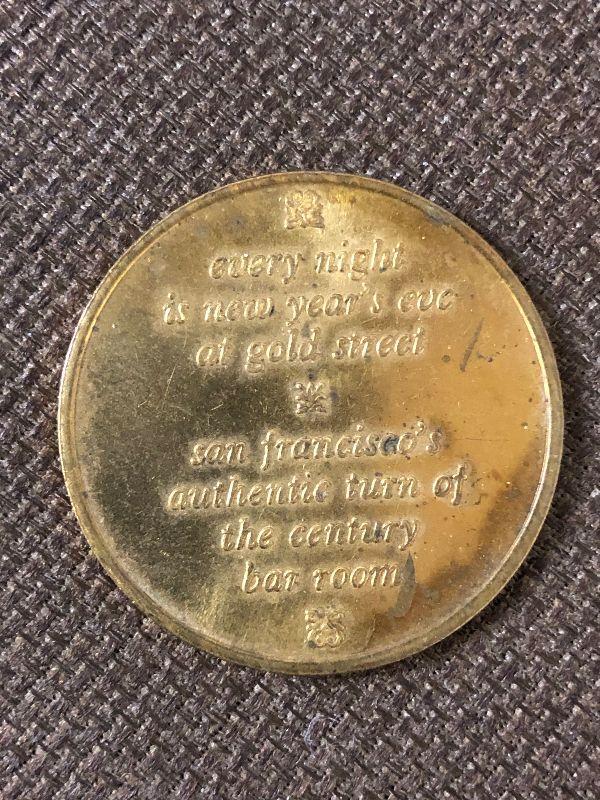 every night
is new year's eve
at gold street
san francisco's
authentic turn of
the century
bar room